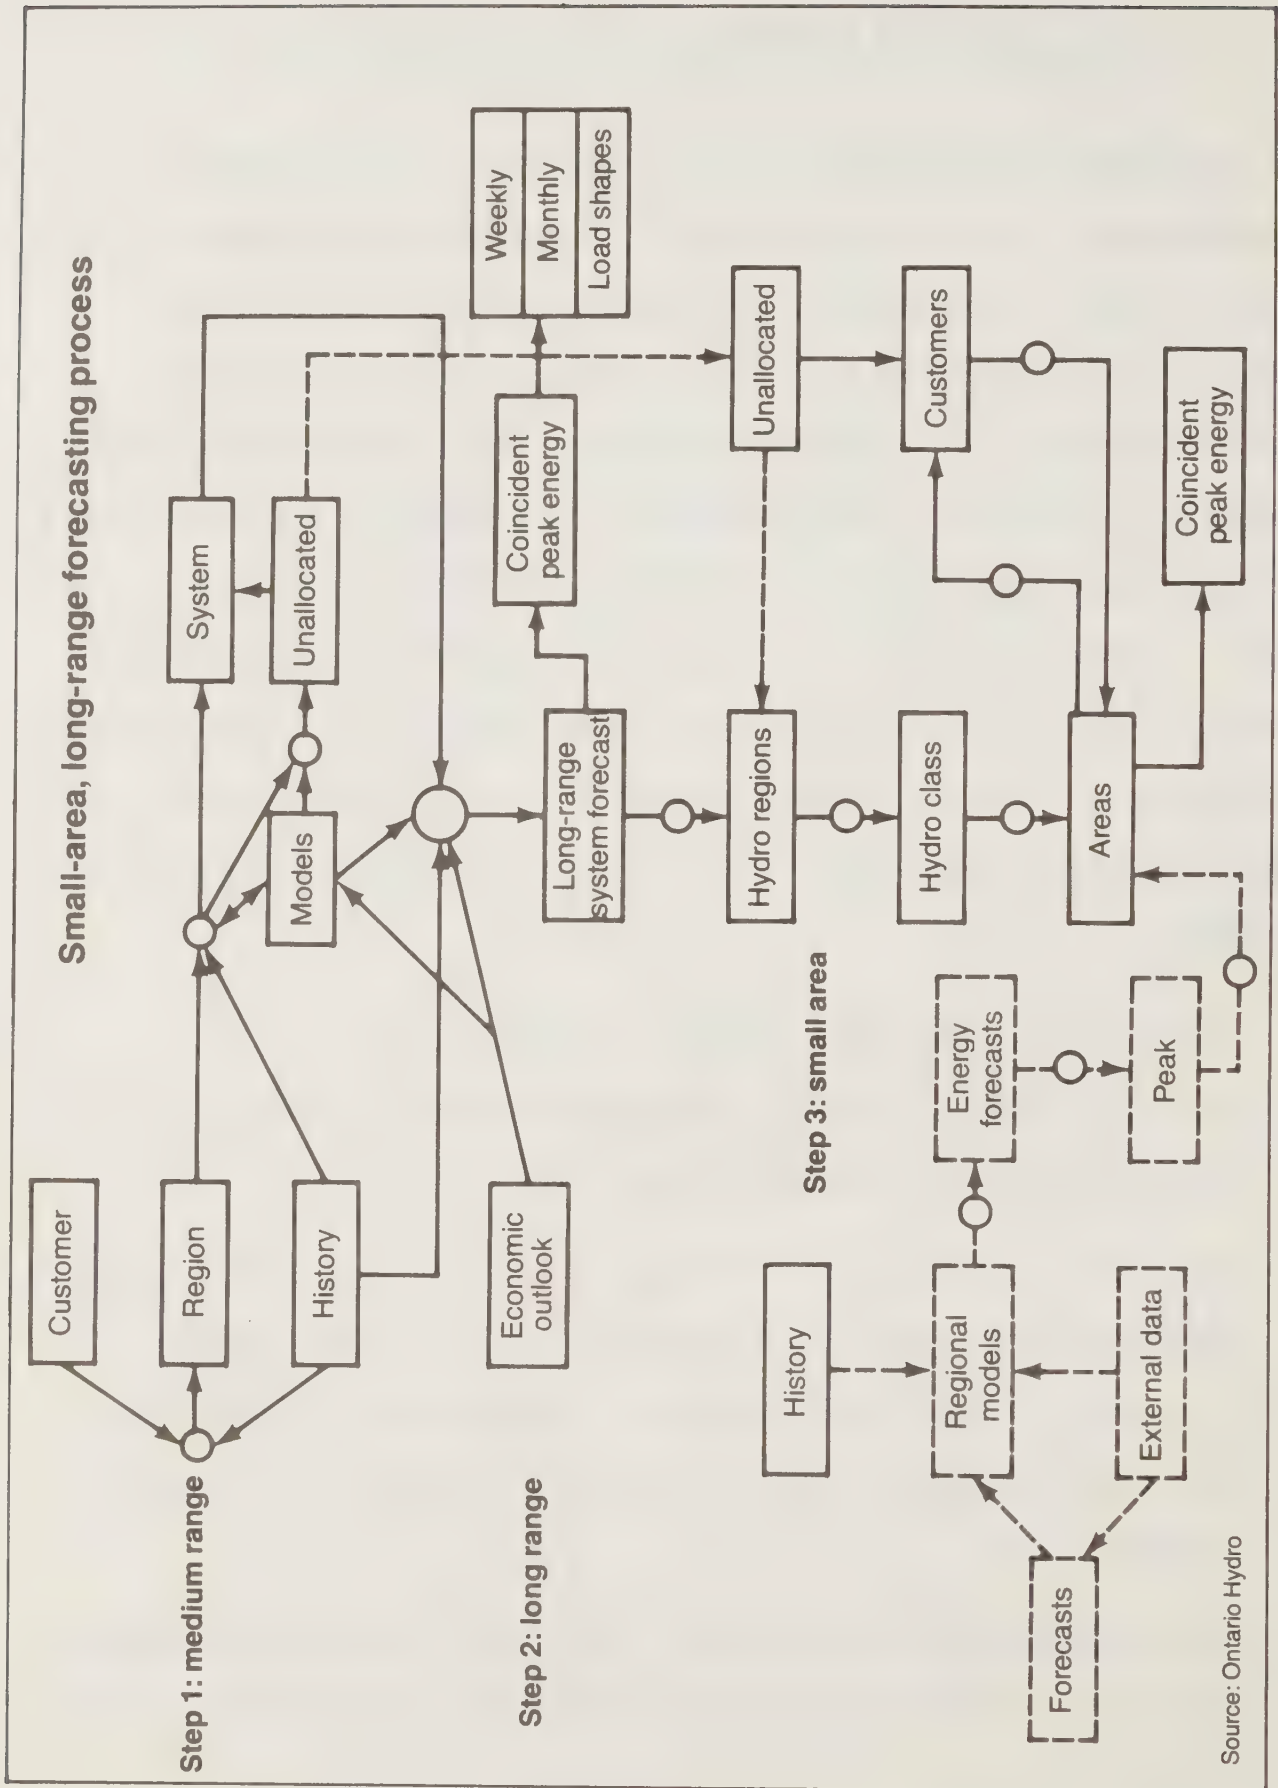 Small-area, long-range forecasting process
Step 1: medium range
Customer
Region
History
System
Models
Unallocated
Step 2: long range
Economic
outlook
Long-range
system forecast
Coincident
peak energy
Weekly
Monthly
Load shapes
Step 3: small area
History
Regional
models
External data
Forecasts
Energy
forecasts
Peak
Hydro regions
Hydro class
Areas
Unallocated
Customers
Coincident
peak energy
Source: Ontario Hydro